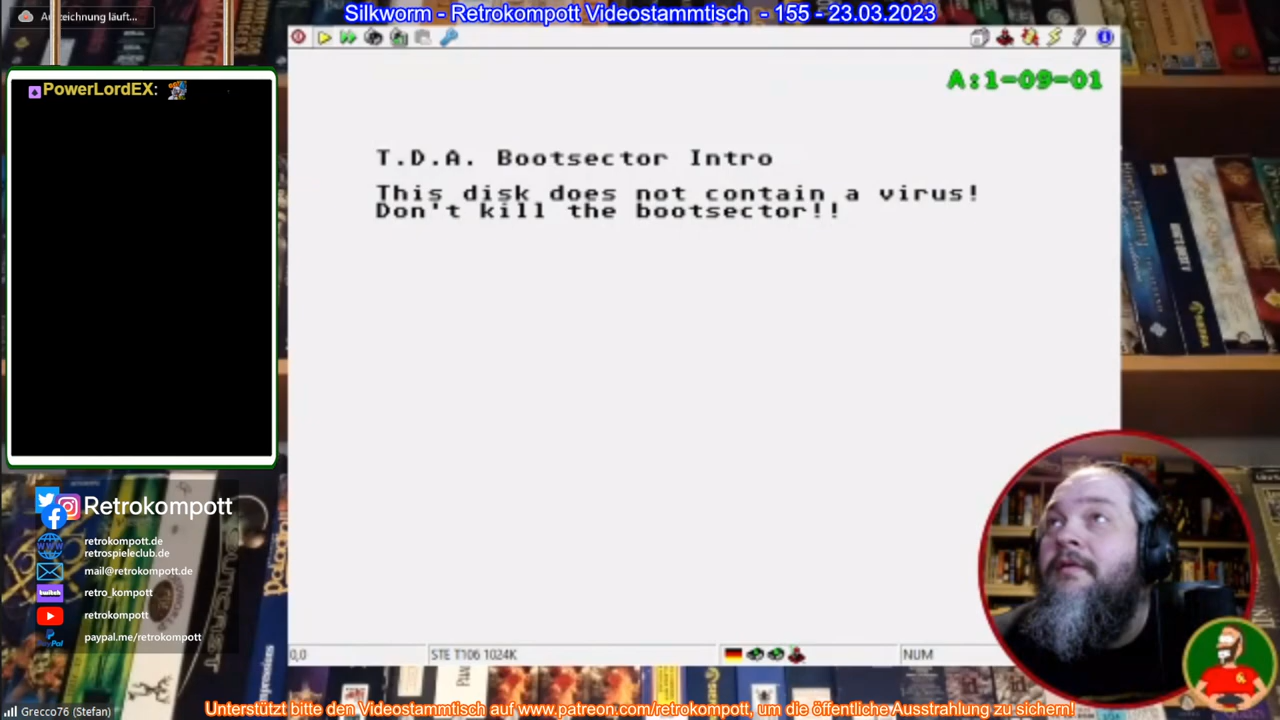 Silkworm - Retrokompott Videostammtisch - 155 - 23.03.2023
PowerLordEX:
A:1-09-01
T.D.A. Bootsector Intro
This disk does not contain a virus!
Don't kill the bootsector!!
Retrokompott
www
retrokompott.de
retrospieleclub.de
mail@retrokompott.de
twitch
retro_kompott
retrokompott
paypal.me/retrokompott
0,0
STE T106 1024K
NUM
Grecco76 (Stefan)
Unterstützt bitte den Videostammtisch auf www.patreon.com/retrokompott, um die öffentliche Ausstrahlung zu sichern!